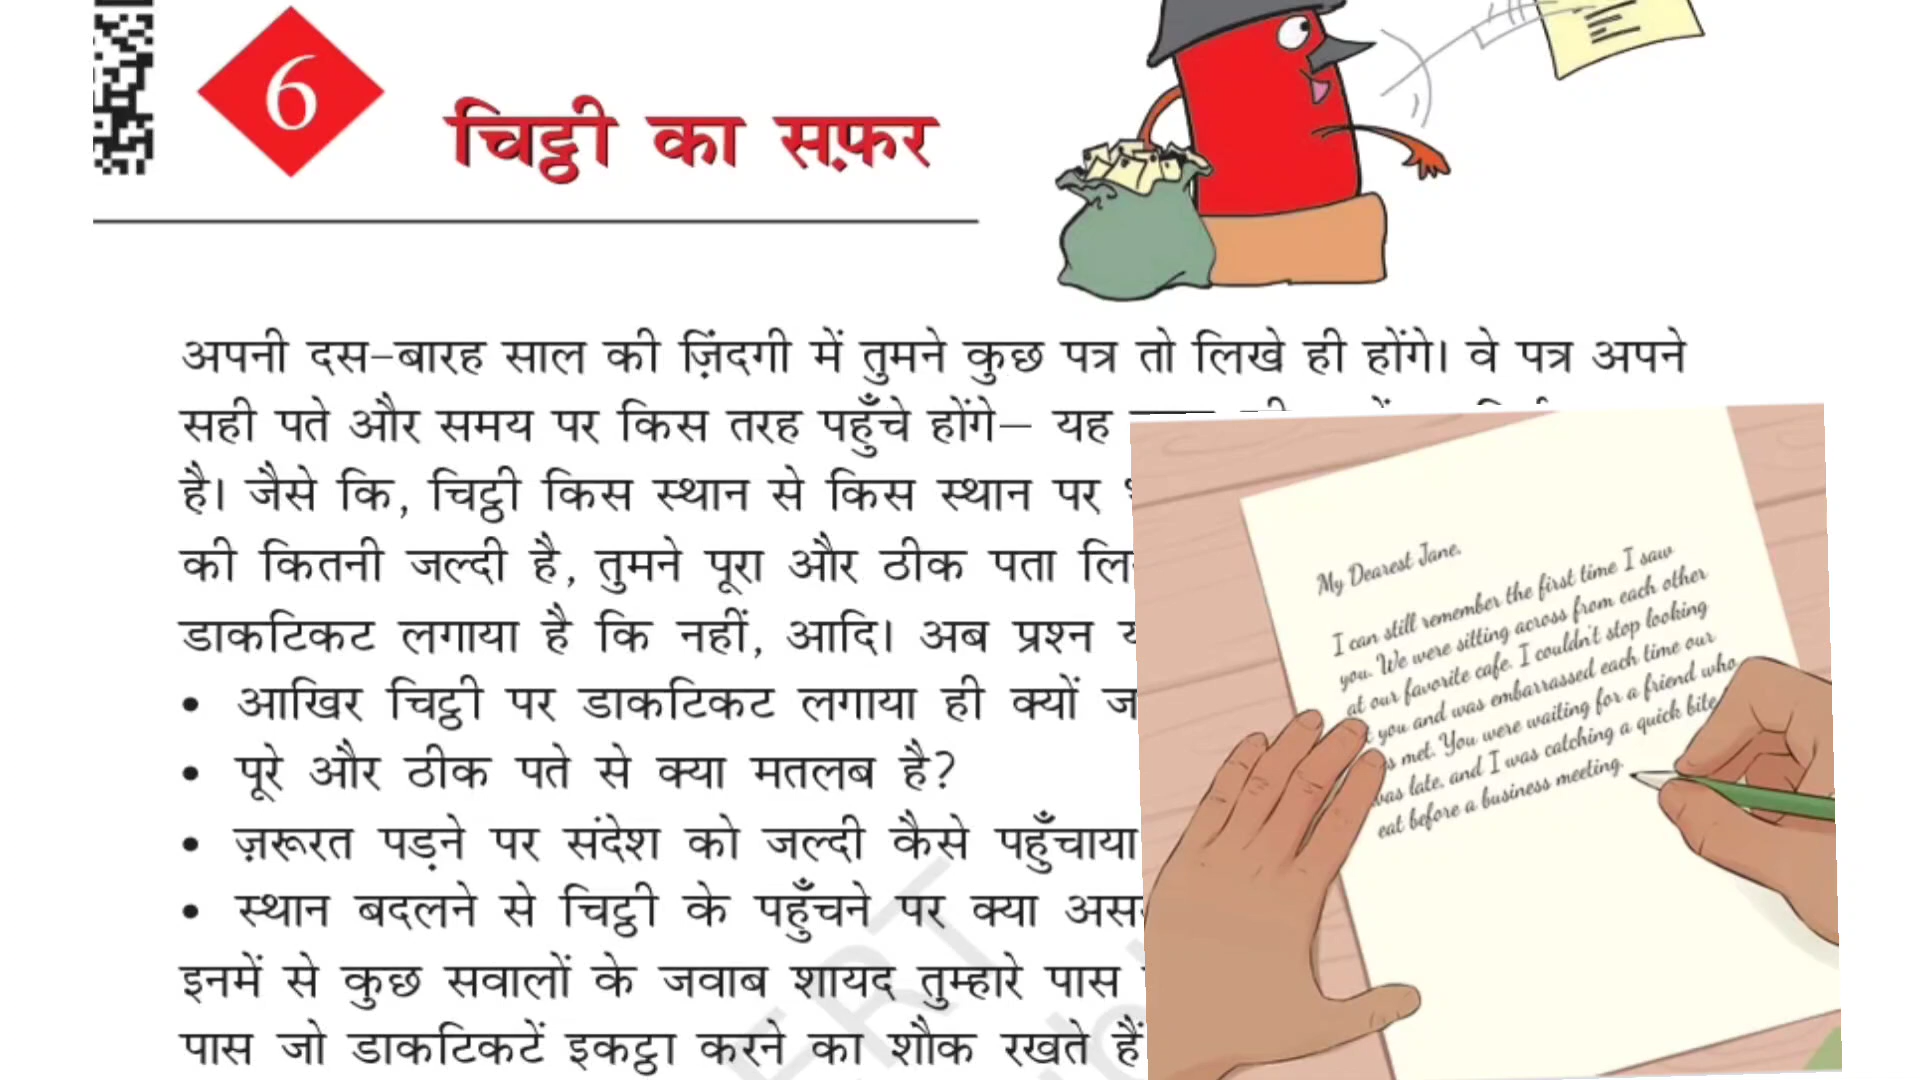 6
चिट्ठी का सफ़र
अपनी दस-बारह साल की ज़िंदगी में तुमने कुछ पत्र तो लिखे ही होंगे। वे पत्र अपने
सही पते और समय पर किस तरह पहुँचे होंगे– यह
है। जैसे कि, चिट्ठी किस स्थान से किस स्थान पर
की कितनी जल्दी है, तुमने पूरा और ठीक पता
डाकटिकट लगाया है कि नहीं, आदि। अब प्रश्न
• आखिर चिट्ठी पर डाकटिकट लगाया ही क्यों
• पूरे और ठीक पते से क्या मतलब है?
• ज़रूरत पड़ने पर संदेश को जल्दी कैसे पहुँचाया
• स्थान बदलने से चिट्ठी के पहुँचने पर क्या
इनमें से कुछ सवालों के जवाब शायद तुम्हारे पास
पास जो डाकटिकटें इकट्ठा करने का शौक रखते हैं
My Dearest Jane,
I can still remember the first time I saw
you. We were sitting across from each other
at our favorite cafe. I couldn't stop looking
you and was embarrassed each time our
met. You were waiting for a friend who
was late, and I was catching a quick bite
eat before a business meeting.